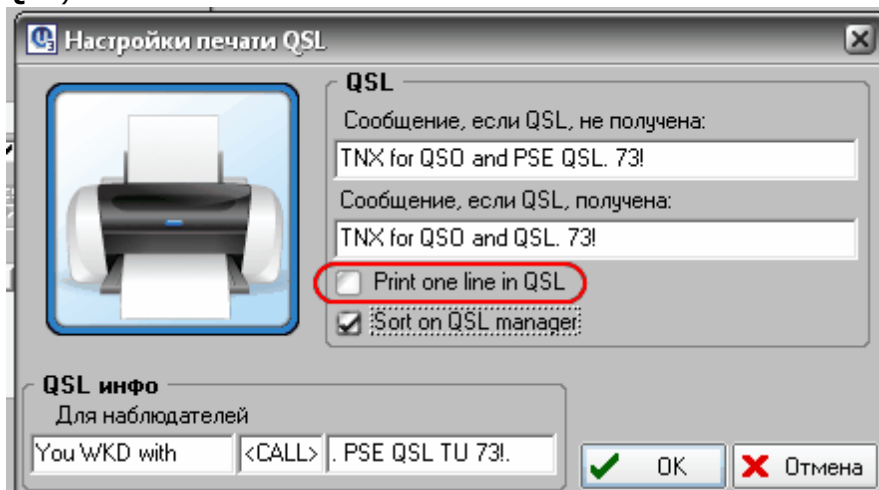 Настройки печати QSL
QSL
Сообщение, если QSL, не получена:
TNX for QSO and PSE QSL. 73!
Сообщение, если QSL, получена:
TNX for QSO and QSL. 73!
Print one line in QSL
Sort on QSL manager
QSL инфо
Для наблюдателей
You WKD with <CALL> . PSE QSL TU 73!.
OK Отмена